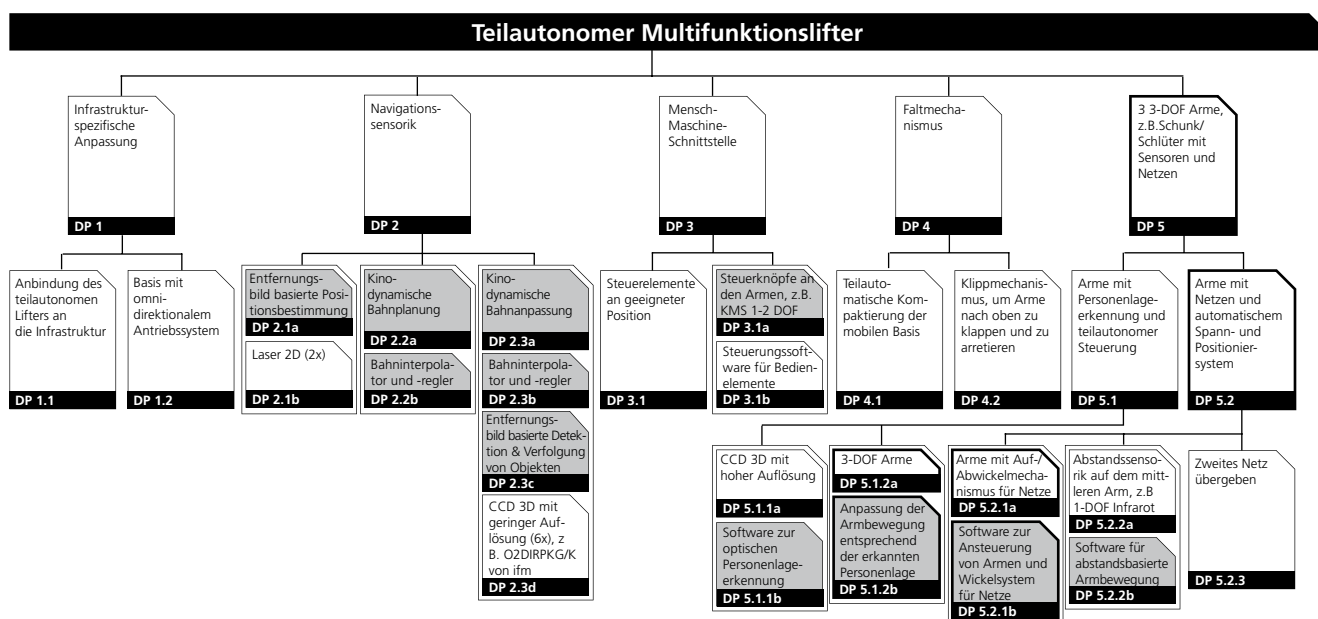 Teilautonomer Multifunktionslifter
Infrastruktur-
spezifische
Anpassung
DP 1
Navigations-
sensorik
DP 2
Mensch-
Maschine-
Schnittstelle
DP 3
Faltmecha-
nismus
DP 4
3 3-DOF Arme,
z.B.Schunk/
Schlüter mit
Sensoren und
Netzen
DP 5
Anbindung des
teilautonomen
Lifters an
die Infrastruktur
DP 1.1
Basis mit
omni-
direktionalem
Antriebssystem
DP 1.2
Entfernungs-
bild basierte Posi-
tionsbestimmung
DP 2.1a
Laser 2D (2x)
DP 2.1b
Kino-
dynamische
Bahnplanung
DP 2.2a
Bahninterpola-
tor und -regler
DP 2.2b
Kino-
dynamische
Bahnanpassung
DP 2.3a
Bahninterpola-
tor und -regler
DP 2.3b
Entfernungs-
bild basierte Detek-
tion & Verfolgung
von Objekten
DP 2.3c
CCD 3D mit
geringer Auf-
lösung (6x), z
B. O2DIRPKG/K
von ifm
DP 2.3d
Steuerelemente
an geeigneter
Position
DP 3.1
Steuerknöpfe an
den Armen, z.B.
KMS 1-2 DOF
DP 3.1a
Steuerungssoft-
ware für Bedien-
elemente
DP 3.1b
Teilauto-
matische Kom-
paktierung der
mobilen Basis
DP 4.1
Klippmechanis-
mus, um Arme
nach oben zu
klappen und zu
arretieren
DP 4.2
Arme mit
Personenlage-
erkennung und
teilautonomer
Steuerung
DP 5.1
Arme mit
Netzen und
automatischem
Spann- und
Positionier-
system
DP 5.2
CCD 3D mit
hoher Auflösung
DP 5.1.1a
Software zur
optischen
Personenlage-
erkennung
DP 5.1.1b
3-DOF Arme
DP 5.1.2a
Anpassung der
Armbewegung
entsprechend
der erkannten
Personenlage
DP 5.1.2b
Arme mit Auf-/
Abwickelmecha-
nismus für Netze
DP 5.2.1a
Software zur
Ansteuerung
von Armen und
Wickelsystem
für Netze
DP 5.2.1b
Abstandssenso-
rik auf dem mitt-
leren Arm, z.B
1-DOF Infrarot
DP 5.2.2a
Software für
abstandsbasierte
Armbewegung
DP 5.2.2b
Zweites Netz
übergeben
DP 5.2.3